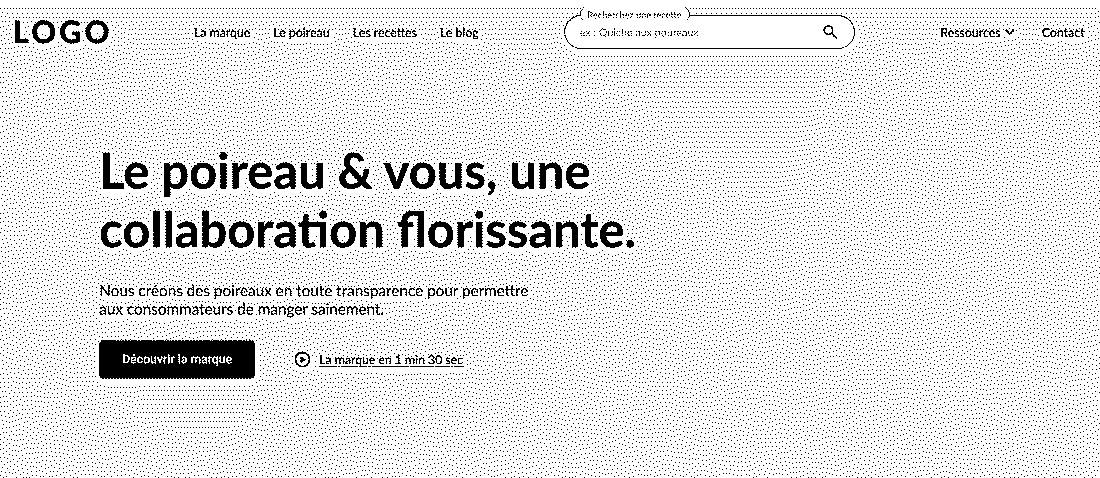 LOGO
La marque
Le poireau
Les recettes
Le blog
Recherchez une recette
ex : Quiche aux poireaux
Ressources
Contact
Le poireau & vous, une
collaboration florissante.
Nous créons des poireaux en toute transparence pour permettre
aux consommateurs de manger sainement.
Découvrir la marque
La marque en 1 min 30 sec